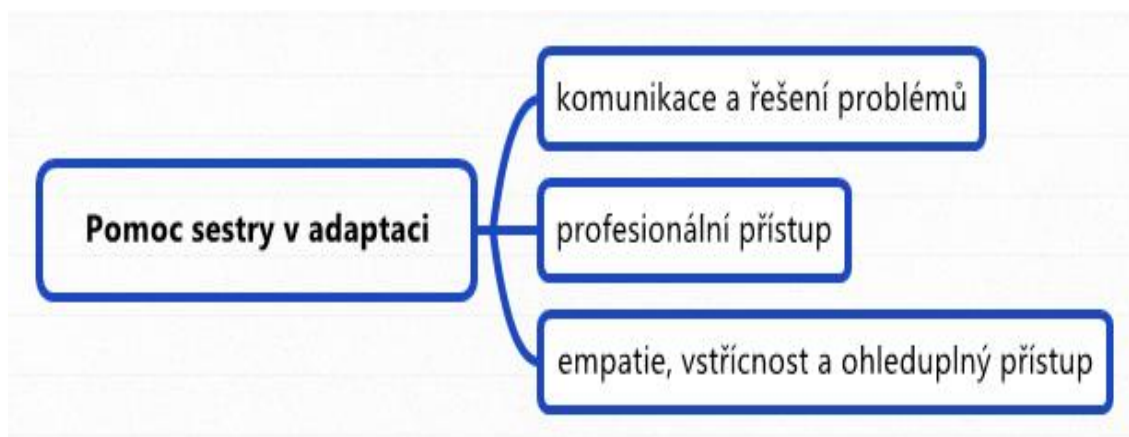 komunikace a řešení problémů
Pomoc sestry v adaptaci
profesionální přístup
empatie, vstřícnost a ohleduplný přístup